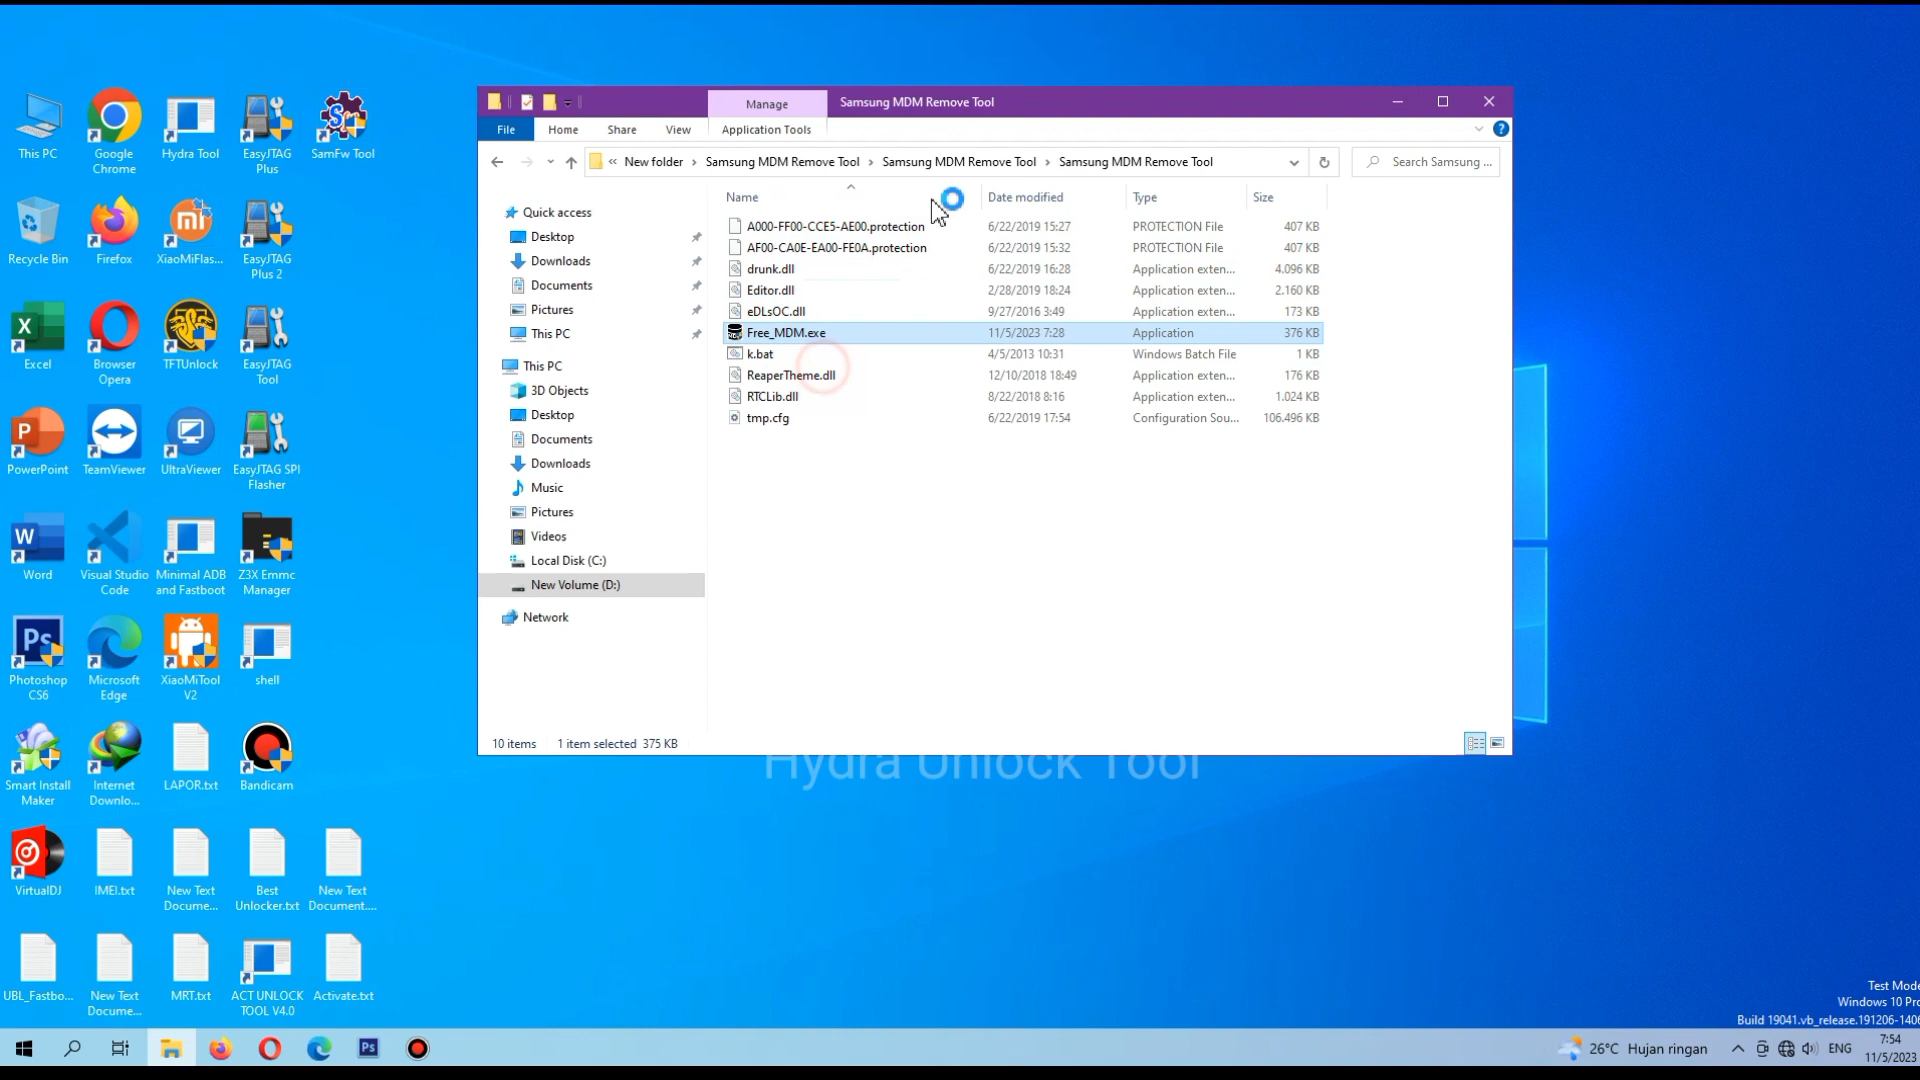 Manage
Samsung MDM Remove Tool
File
Home
Share
View
Application Tools
«
New folder
Samsung MDM Remove Tool
Samsung MDM Remove Tool
Samsung MDM Remove Tool
Search Samsung ...
Quick access
Desktop
Downloads
Documents
Pictures
This PC
This PC
3D Objects
Desktop
Documents
Downloads
Music
Pictures
Videos
Local Disk (C:)
New Volume (D:)
Network
Name Date modified Type Size
A000-FF00-CCE5-AE00.protection 6/22/2019 15:27 PROTECTION File 407 KB
AF00-CA0E-EA00-FE0A.protection 6/22/2019 15:32 PROTECTION File 407 KB
drunk.dll 6/22/2019 16:28 Application exten... 4.096 KB
Editor.dll 2/28/2019 18:24 Application exten... 2.160 KB
eDLsOC.dll 9/27/2016 3:49 Application exten... 173 KB
Free_MDM.exe 11/5/2023 7:28 Application 376 KB
k.bat 4/5/2013 10:31 Windows Batch File 1 KB
ReaperTheme.dll 12/10/2018 18:49 Application exten... 176 KB
RTCLib.dll 8/22/2018 8:16 Application exten... 1.024 KB
tmp.cfg 6/22/2019 17:54 Configuration Sou... 106.496 KB
10 items 1 item selected 375 KB
Hydra Unlock Tool
This PC
Google
Chrome
Hydra Tool
EasyJTAG
Plus
SamFw Tool
Recycle Bin
Firefox
XiaoMiFlas...
EasyJTAG
Plus 2
Excel
Browser
Opera
TFTUnlock
EasyJTAG
Tool
PowerPoint
TeamViewer
UltraViewer
EasyJTAG SPI
Flasher
Word
Visual Studio
Code
Minimal ADB
and Fastboot
Z3X Emmc
Manager
Photoshop
CS6
Microsoft
Edge
XiaoMiTool
V2
shell
Smart Install
Maker
Internet
Downlo...
LAPOR.txt
Bandicam
VirtualDJ
IMEI.txt
New Text
Docume...
Best
Unlocker.txt
New Text
Document....
UBL_Fastbo...
New Text
Docume...
MRT.txt
ACT UNLOCK
TOOL V4.0
Activate.txt
Test Mode
Windows 10 Pro
Build 19041.vb_release.191206-1406
26°C Hujan ringan
ENG
7:54
11/5/2023